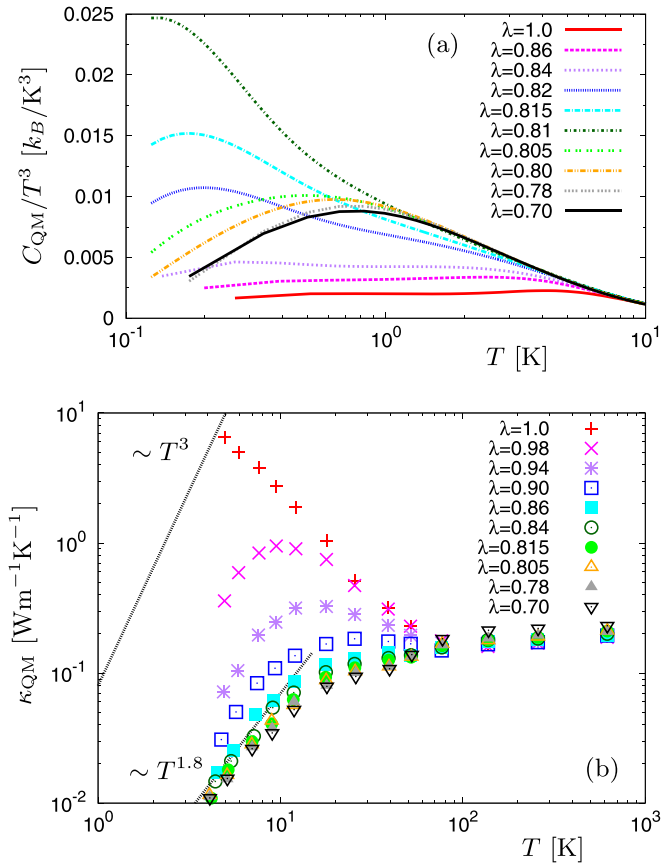 (a)
λ=1.0
λ=0.86
λ=0.84
λ=0.82
λ=0.815
λ=0.81
λ=0.805
λ=0.80
λ=0.78
λ=0.70
0.025
0.02
0.015
0.01
0.005
0
C_QM/T^3 [k_B/K^3]
10^-1
10^0
10^1
T [K]
10^1
10^0
10^-1
10^-2
κ_QM [Wm^-1K^-1]
∼ T^3
∼ T^1.8
λ=1.0
λ=0.98
λ=0.94
λ=0.90
λ=0.86
λ=0.84
λ=0.815
λ=0.805
λ=0.78
λ=0.70
(b)
10^0
10^1
10^2
10^3
T [K]